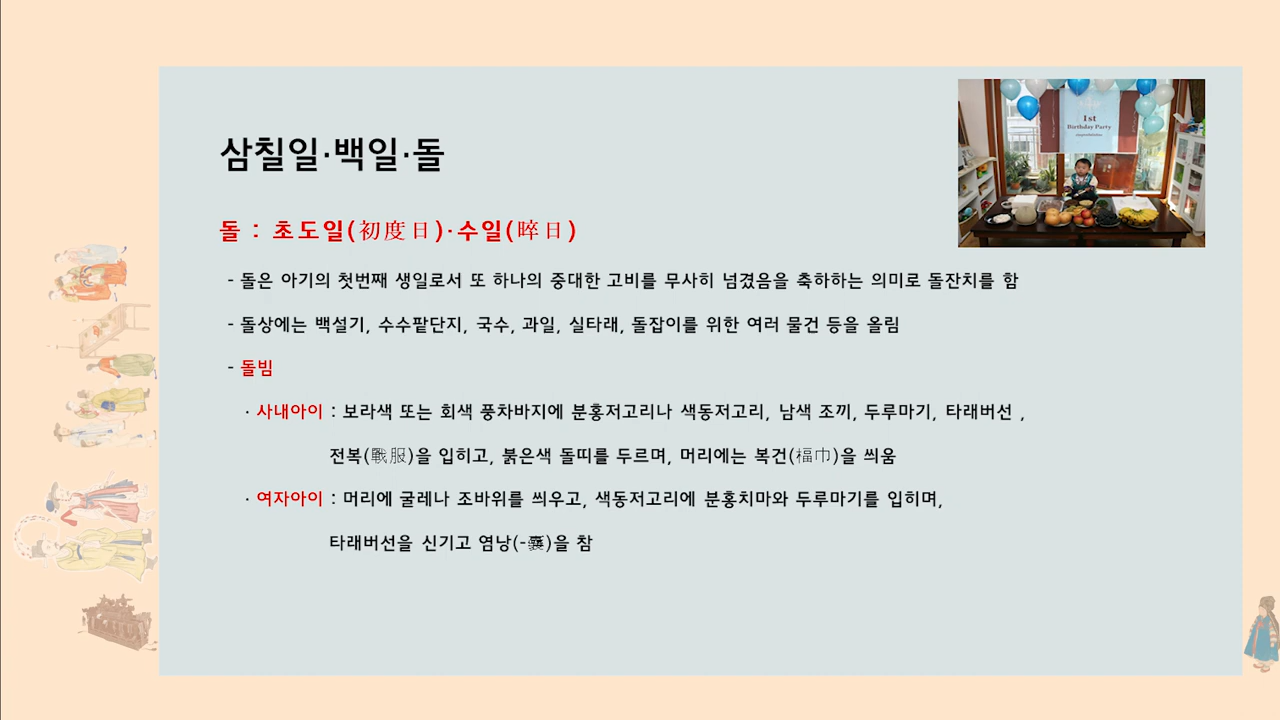 삼칠일·백일·돌
1st
Birthday Party
돌 : 초도일(初度日)·수일(晬日)
- 돌은 아기의 첫번째 생일로서 또 하나의 중대한 고비를 무사히 넘겼음을 축하하는 의미로 돌잔치를 함
- 돌상에는 백설기, 수수팥단지, 국수, 과일, 실타래, 돌잡이를 위한 여러 물건 등을 올림
- 돌빔
· 사내아이 : 보라색 또는 회색 풍차바지에 분홍저고리나 색동저고리, 남색 조끼, 두루마기, 타래버선 ,
전복(戰服)을 입히고, 붉은색 돌띠를 두르며, 머리에는 복건(福巾)을 씌움
· 여자아이 : 머리에 굴레나 조바위를 씌우고, 색동저고리에 분홍치마와 두루마기를 입히며,
타래버선을 신기고 염낭(-囊)을 참